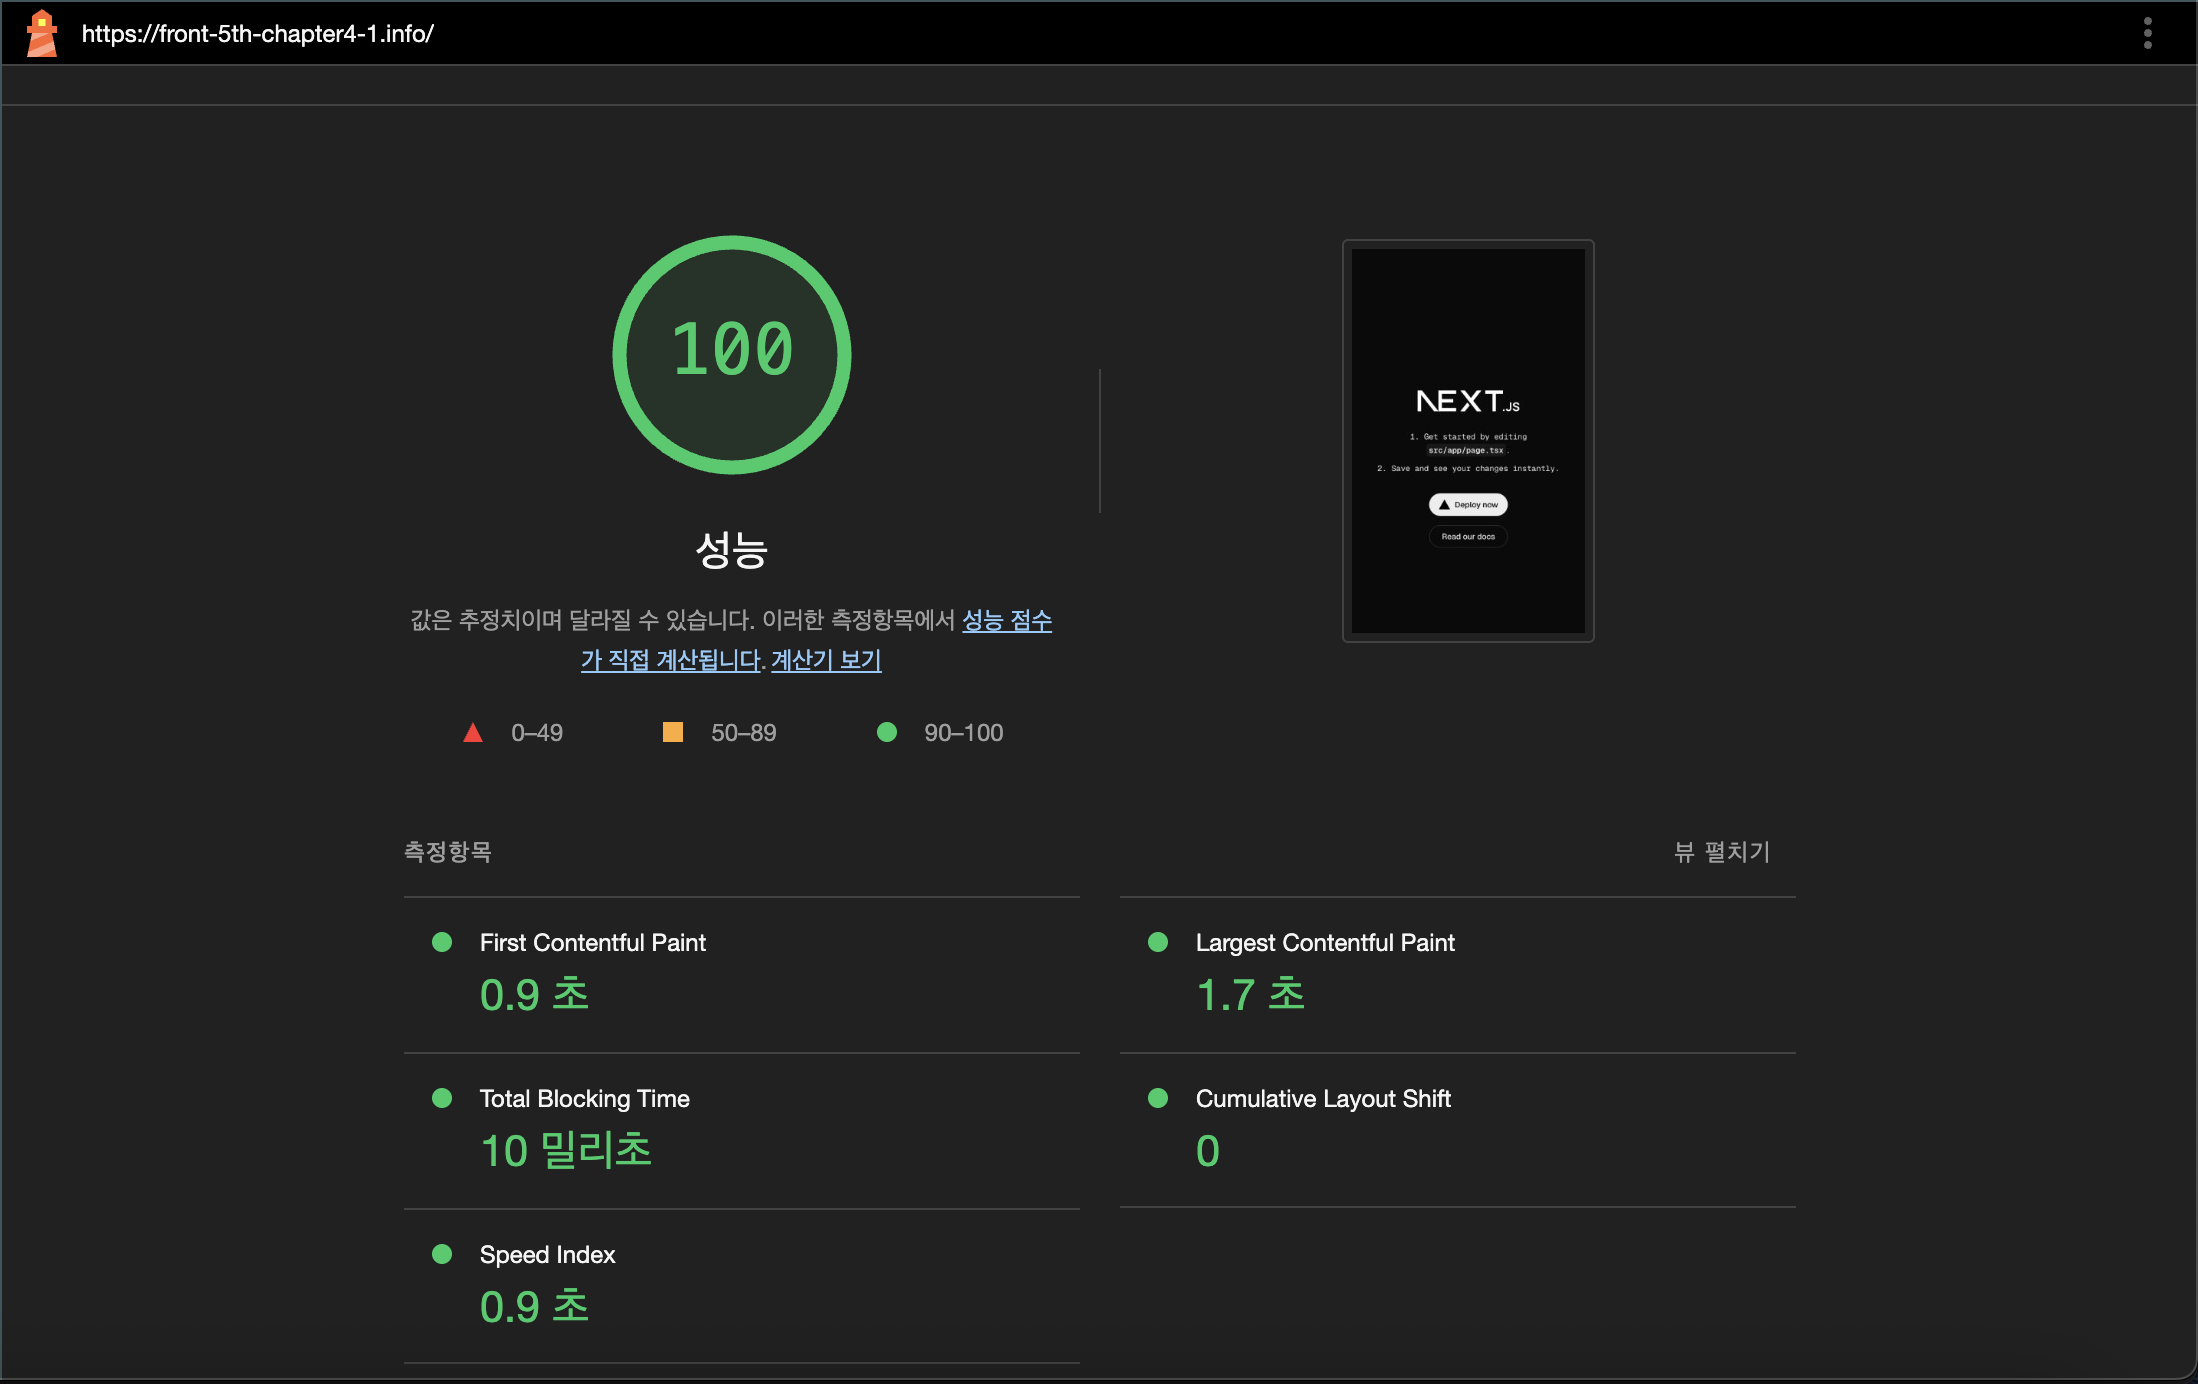 https://front-5th-chapter4-1.info/
100
성능
값은 추정치이며 달라질 수 있습니다. 이러한 측정항목에서 성능 점수
가 직접 계산됩니다. 계산기 보기
0–49
50–89
90–100
NEXT.JS
1. Get started by editing
src/app/page.tsx.
2. Save and see your changes instantly.
Deploy now
Read our docs
측정항목
뷰 펼치기
First Contentful Paint
0.9 초
Largest Contentful Paint
1.7 초
Total Blocking Time
10 밀리초
Cumulative Layout Shift
0
Speed Index
0.9 초